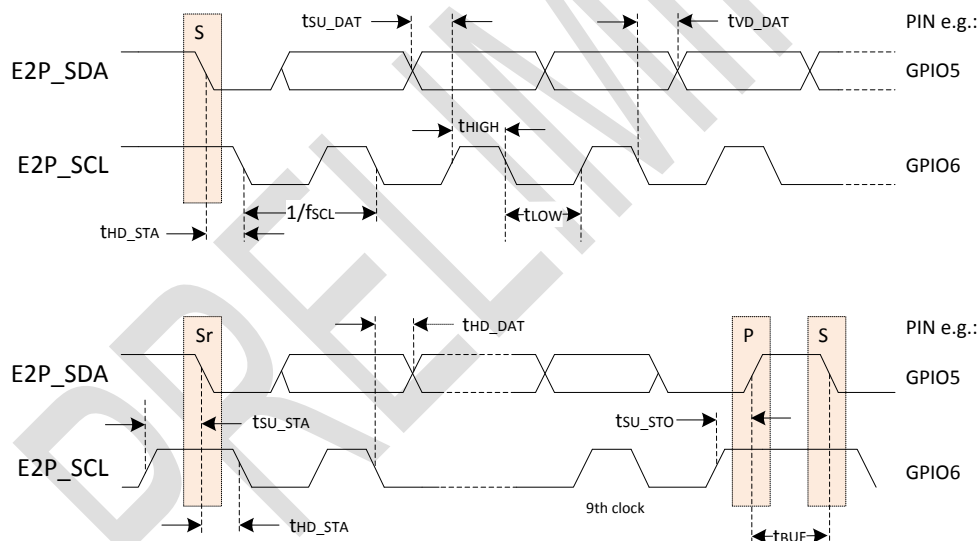 S
tSU_DAT
tVD_DAT
PIN e.g.:
E2P_SDA
GPIO5
tHIGH
E2P_SCL
GPIO6
1/fSCL
tLOW
tHD_STA
Sr
tHD_DAT
P
S
PIN e.g.:
E2P_SDA
GPIO5
tSU_STA
tSU_STO
E2P_SCL
GPIO6
9th clock
tHD_STA
tBUF
PRELIMI